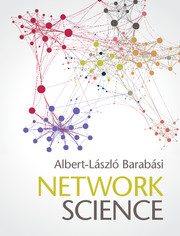 Albert-László Barabási
NETWORK
SCIENCE